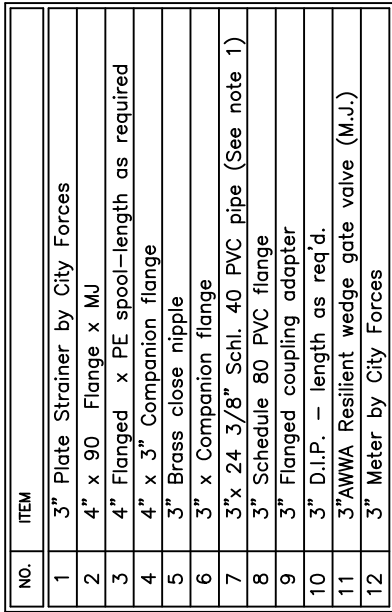 NO. ITEM
1 3" Plate Strainer by City Forces
2 4" x 90 Flange x MJ
3 4" Flanged x PE spool-length as required
4 4" x 3" Companion flange
5 3" Brass close nipple
6 3" x Companion flange
7 3"x 24 3/8" Schl. 40 PVC pipe (See note 1)
8 3" Schedule 80 PVC flange
9 3" Flanged coupling adapter
10 3" D.I.P. – length as req'd.
11 3"AWWA Resilient wedge gate valve (M.J.)
12 3" Meter by City Forces